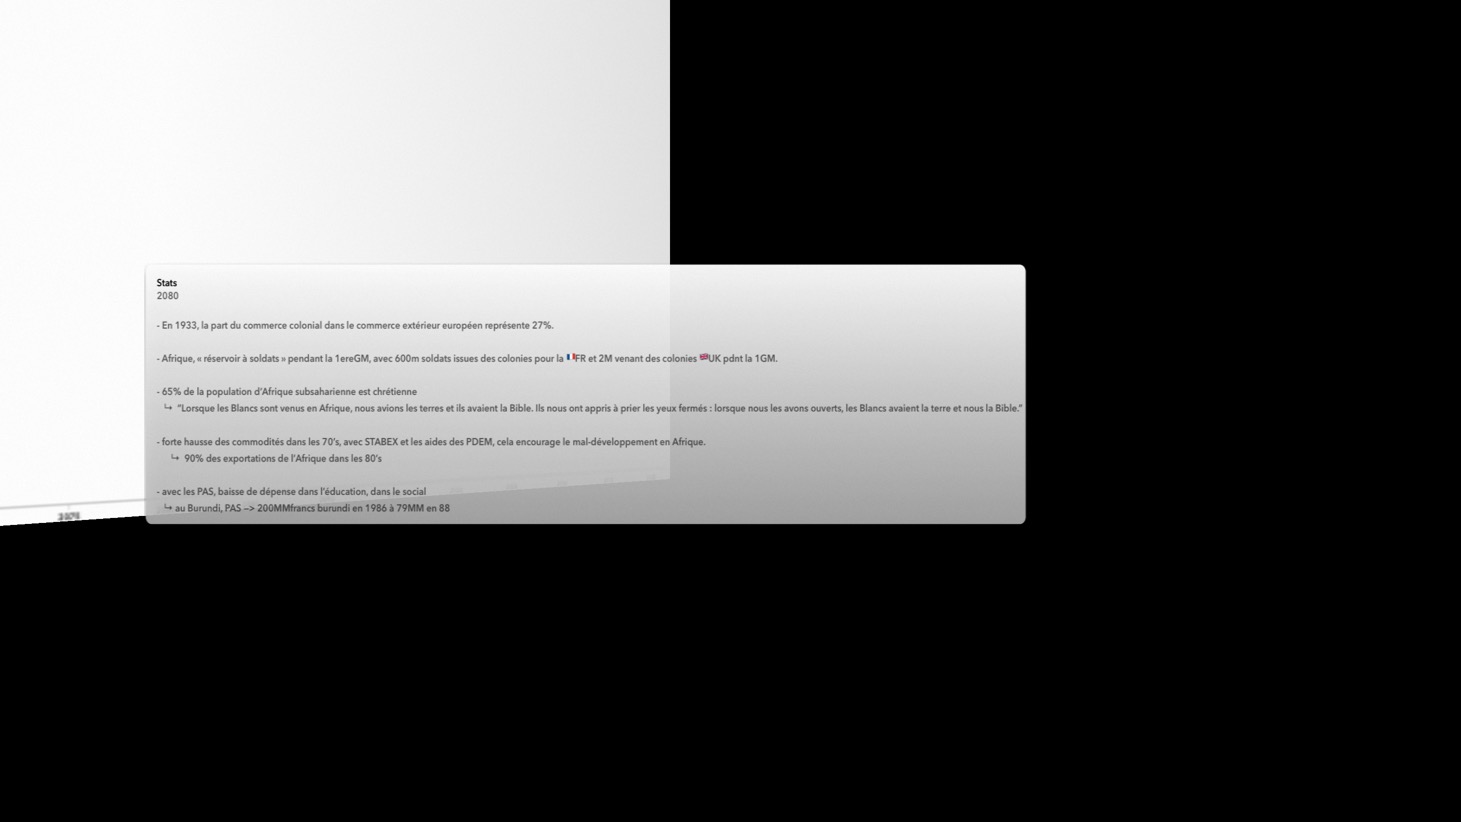 Stats
2080
- En 1933, la part du commerce colonial dans le commerce extérieur européen représente 27%.
- Afrique, « réservoir à soldats » pendant la 1ereGM, avec 600m soldats issues des colonies pour la 🇫🇷FR et 2M venant des colonies 🇬🇧UK pdnt la 1GM.
- 65% de la population d'Afrique subsaharienne est chrétienne
↳ "Lorsque les Blancs sont venus en Afrique, nous avions les terres et ils avaient la Bible. Ils nous ont appris à prier les yeux fermés : lorsque nous les avons ouverts, les Blancs avaient la terre et nous la Bible."
- forte hausse des commodités dans les 70's, avec STABEX et les aides des PDEM, cela encourage le mal-développement en Afrique.
↳ 90% des exportations de l'Afrique dans les 80's
- avec les PAS, baisse de dépense dans l'éducation, dans le social
↳ au Burundi, PAS —> 200MMfrancs burundi en 1986 à 79MM en 88